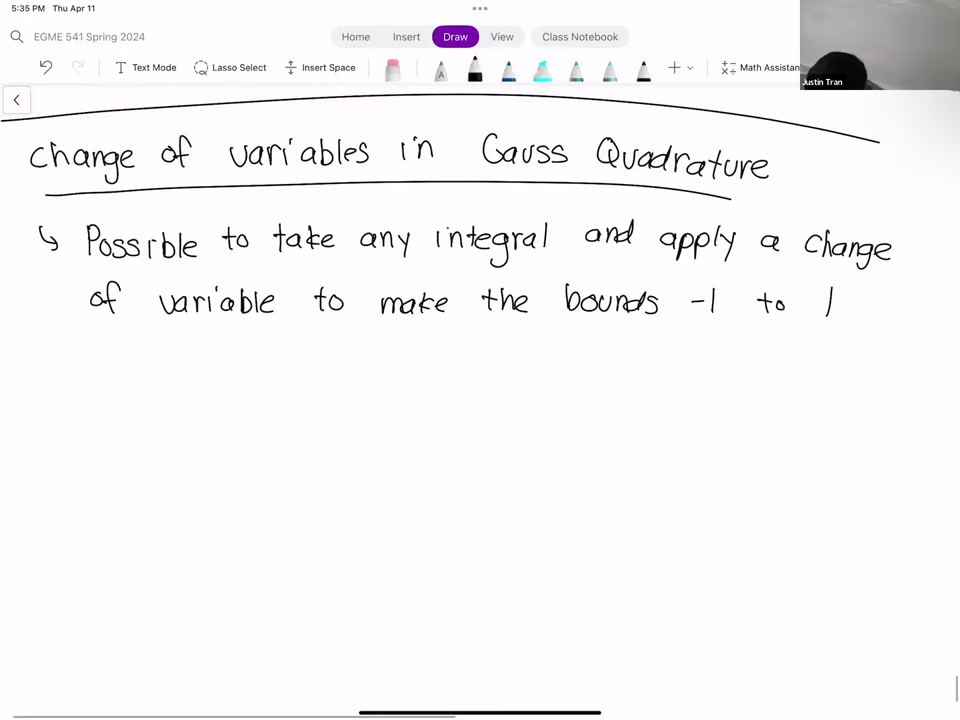 5:35 PM Thu Apr 11
EGME 541 Spring 2024
Home Insert Draw View Class Notebook
Text Mode Lasso Select Insert Space Math Assistan
Justin Tran
change of variables in Gauss Quadrature
↳ Possible to take any integral and apply a change
of variable to make the bounds -1 to 1